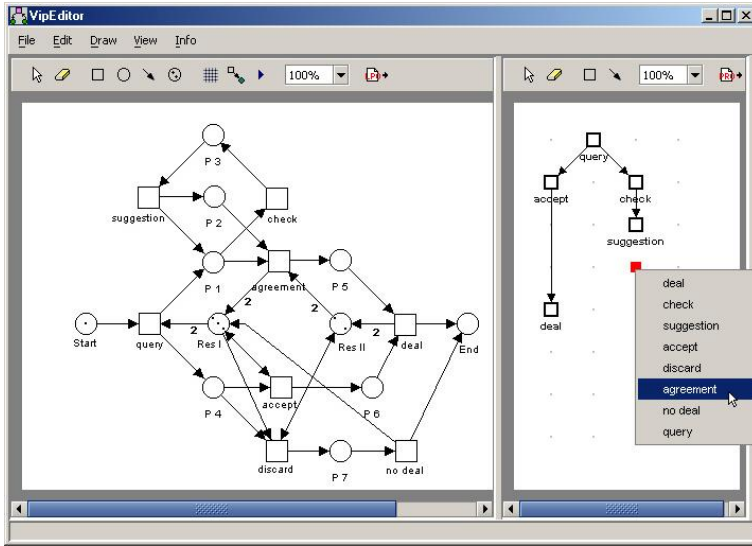 VipEditor
File Edit Draw View Info
100% LPO
100% PRO
P 3
suggestion
P 2
check
P 1
agreement
P 5
2
2
2
2
Start
query
Res I
Res II
deal
End
P 4
accept
P 6
discard
P 7
no deal
query
accept
check
suggestion
deal
deal
check
suggestion
accept
discard
agreement
no deal
query